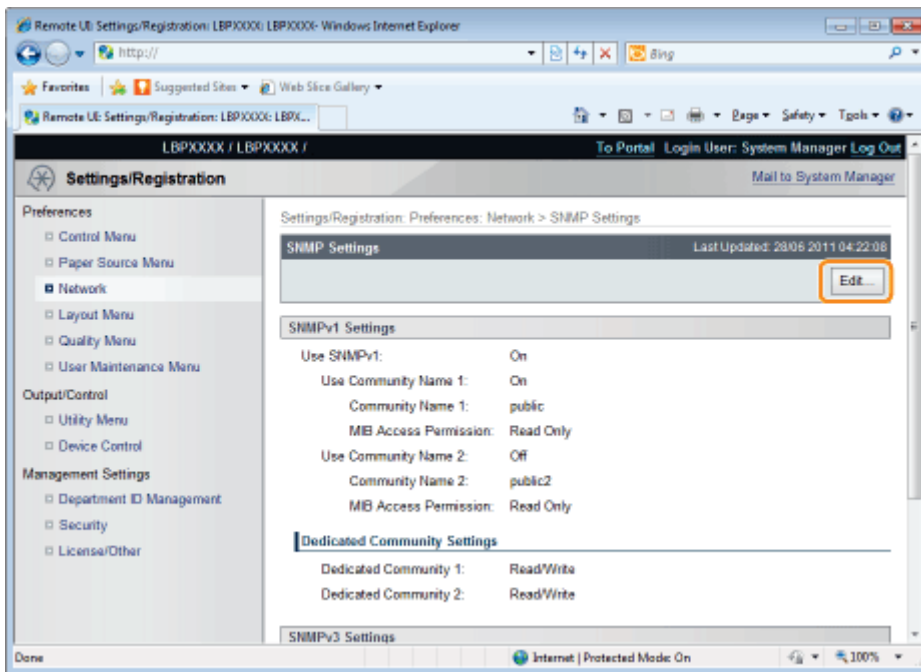 Remote UI: Settings/Registration: LBPXXXX: LBPXXXX- Windows Internet Explorer
http://
Bing
Favorites Suggested Sites Web Slice Gallery
Remote UI: Settings/Registration: LBPXXXX: LBPX...
Page Safety Tools
LBPXXXX / LBPXXXX /
To Portal Login User: System Manager Log Out
Settings/Registration
Mail to System Manager
Preferences
Control Menu
Paper Source Menu
Network
Layout Menu
Quality Menu
User Maintenance Menu
Output/Control
Utility Menu
Device Control
Management Settings
Department ID Management
Security
License/Other
Settings/Registration: Preferences: Network > SNMP Settings
SNMP Settings Last Updated: 28/06 2011 04:22:08
Edit...
SNMPv1 Settings
Use SNMPv1: On
Use Community Name 1: On
Community Name 1: public
MIB Access Permission: Read Only
Use Community Name 2: Off
Community Name 2: public2
MIB Access Permission: Read Only
Dedicated Community Settings
Dedicated Community 1: Read/Write
Dedicated Community 2: Read/Write
SNMPv3 Settings
Done Internet | Protected Mode: On 100%